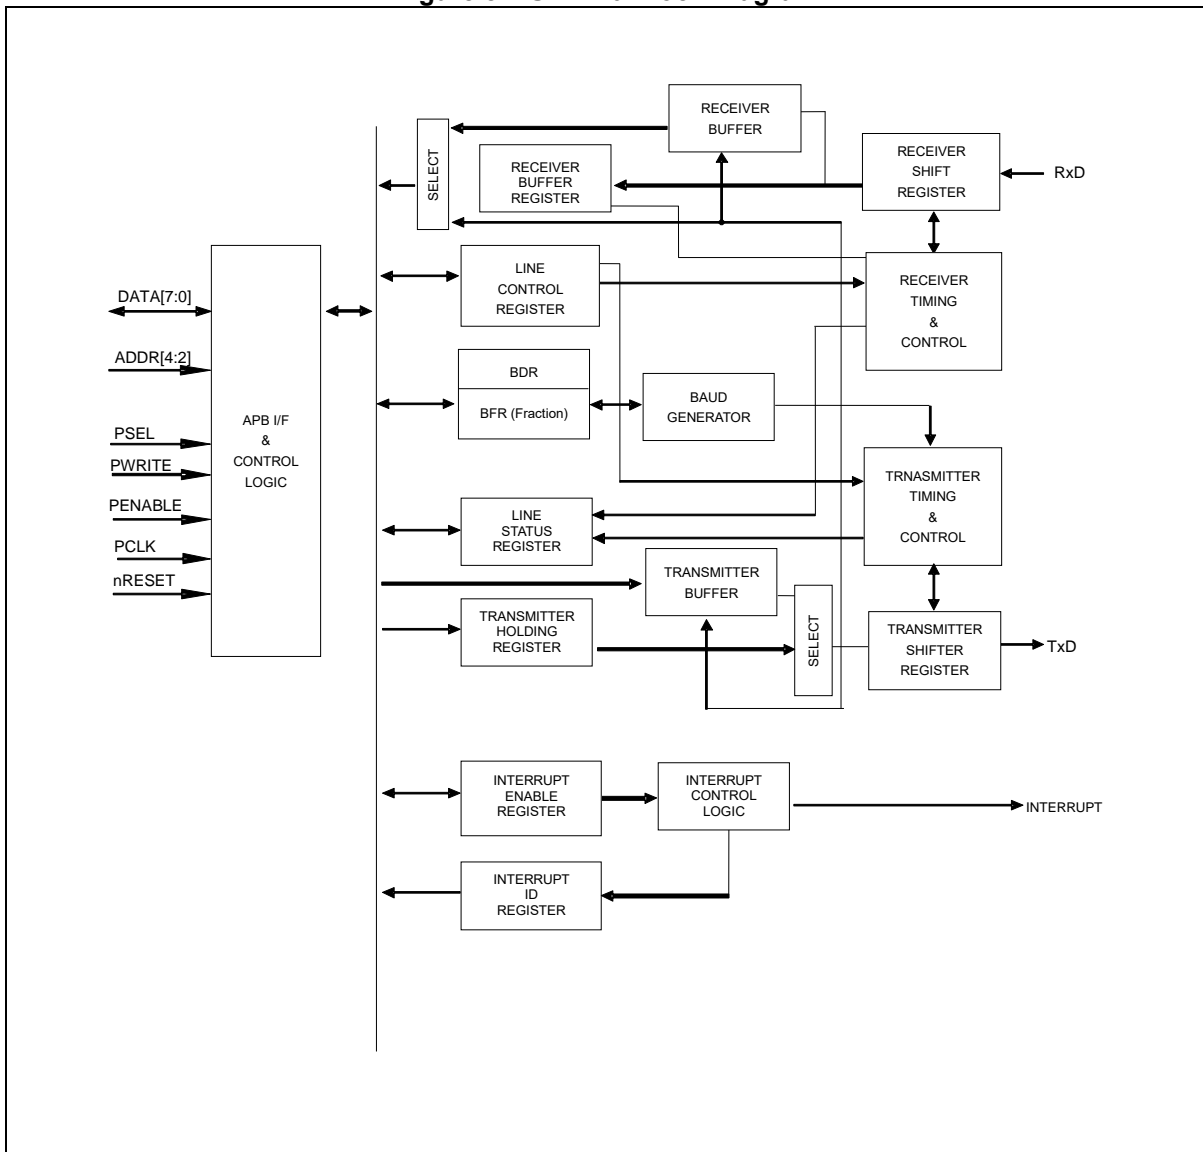 DATA[7:0]
ADDR[4:2]
PSEL
PWRITE
PENABLE
PCLK
nRESET
APB I/F
&
CONTROL
LOGIC
SELECT
RECEIVER
BUFFER
RECEIVER
BUFFER
REGISTER
RECEIVER
SHIFT
REGISTER
RxD
LINE
CONTROL
REGISTER
RECEIVER
TIMING
&
CONTROL
BDR
BFR (Fraction)
BAUD
GENERATOR
TRNASMITTER
TIMING
&
CONTROL
LINE
STATUS
REGISTER
TRANSMITTER
BUFFER
TRANSMITTER
HOLDING
REGISTER
SELECT
TRANSMITTER
SHIFTER
REGISTER
TxD
INTERRUPT
ENABLE
REGISTER
INTERRUPT
CONTROL
LOGIC
INTERRUPT
INTERRUPT
ID
REGISTER